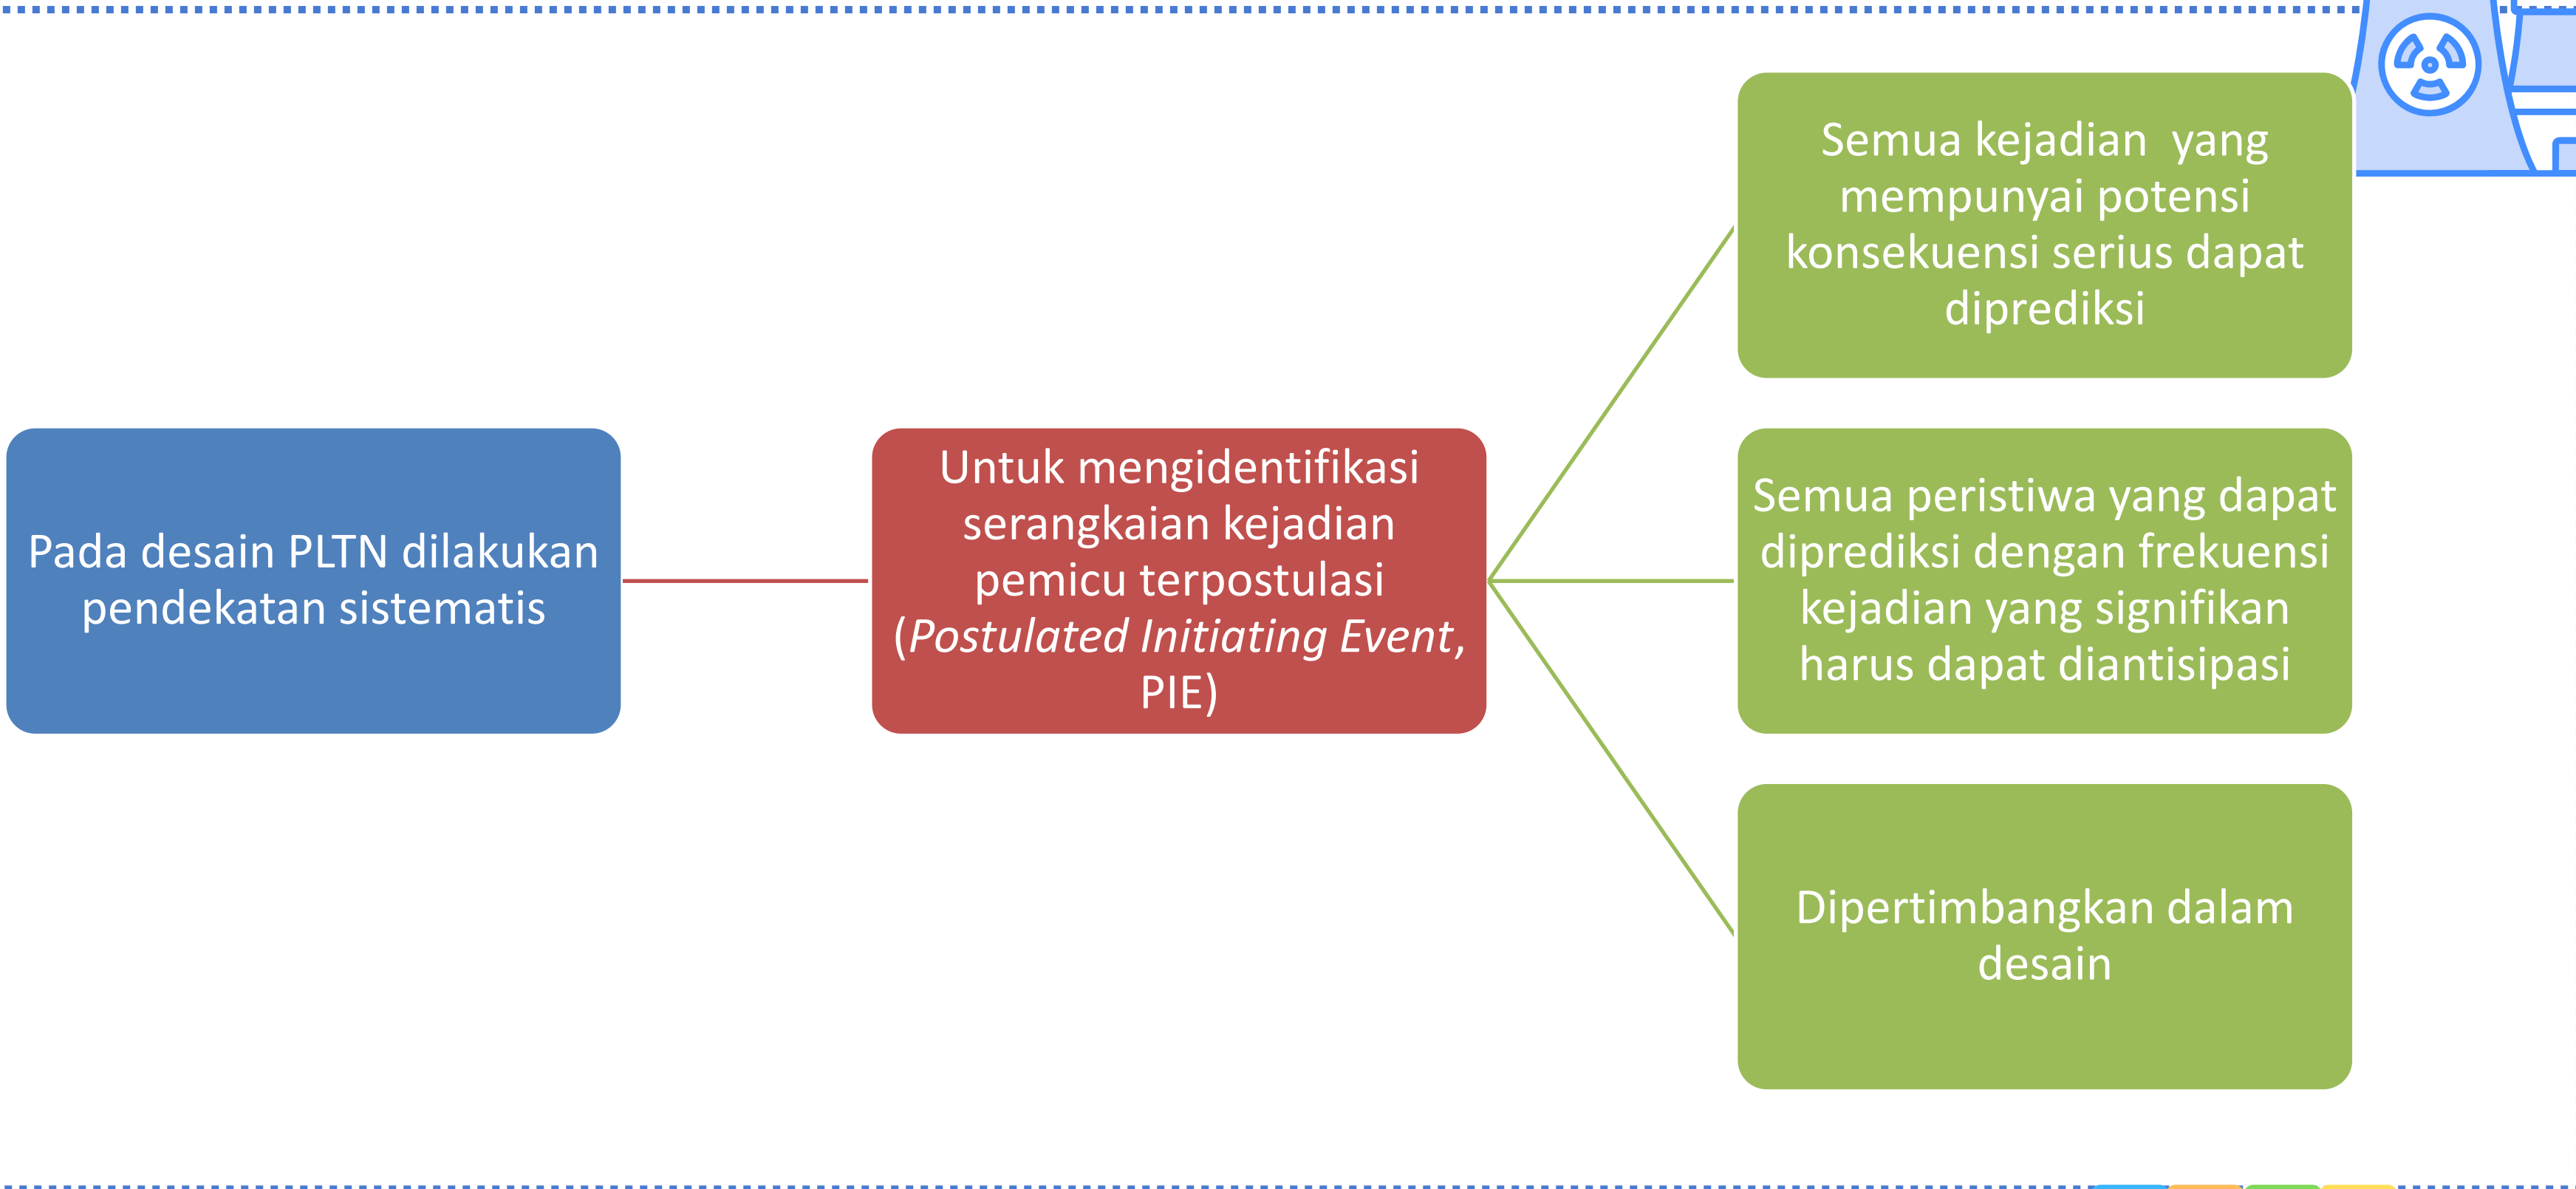 Pada desain PLTN dilakukan
pendekatan sistematis
Untuk mengidentifikasi
serangkaian kejadian
pemicu terpostulasi
(Postulated Initiating Event,
PIE)
Semua kejadian  yang
mempunyai potensi
konsekuensi serius dapat
diprediksi
Semua peristiwa yang dapat
diprediksi dengan frekuensi
kejadian yang signifikan
harus dapat diantisipasi
Dipertimbangkan dalam
desain